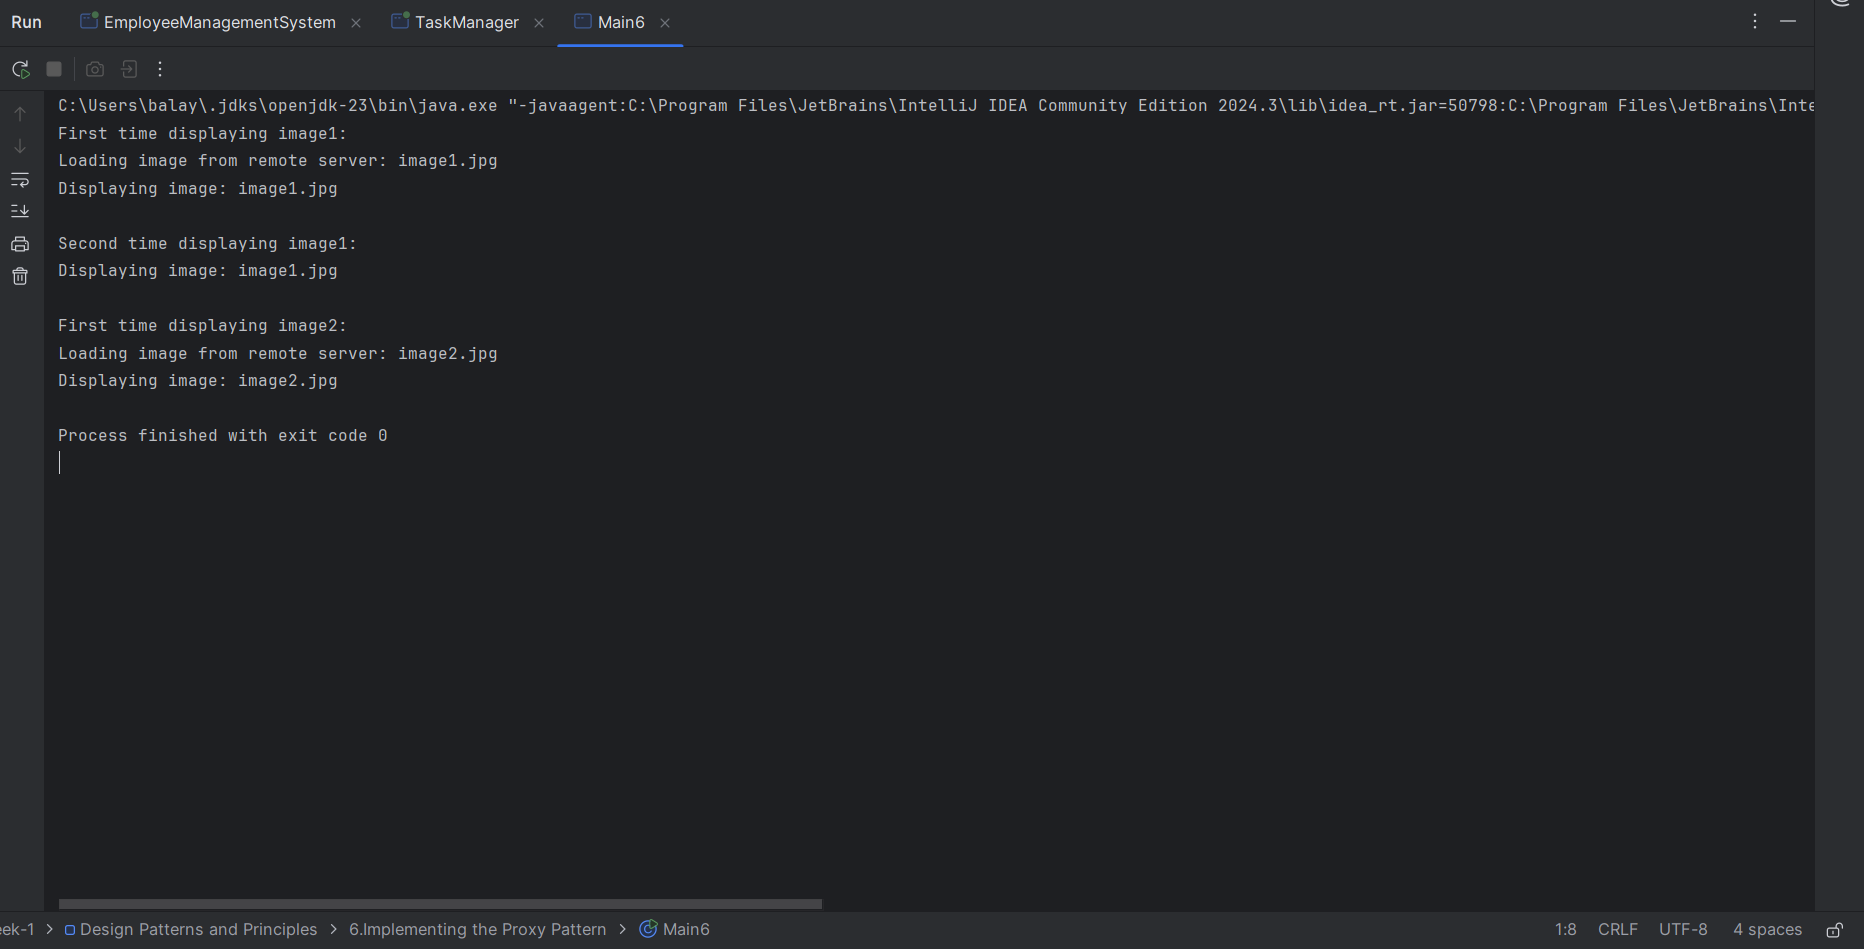 Run EmployeeManagementSystem TaskManager Main6
C:\Users\balay\.jdks\openjdk-23\bin\java.exe "-javaagent:C:\Program Files\JetBrains\IntelliJ IDEA Community Edition 2024.3\lib\idea_rt.jar=50798:C:\Program Files\JetBrains\Inte
First time displaying image1:
Loading image from remote server: image1.jpg
Displaying image: image1.jpg
Second time displaying image1:
Displaying image: image1.jpg
First time displaying image2:
Loading image from remote server: image2.jpg
Displaying image: image2.jpg
Process finished with exit code 0
eek-1 > Design Patterns and Principles > 6.Implementing the Proxy Pattern > Main6 1:8 CRLF UTF-8 4 spaces